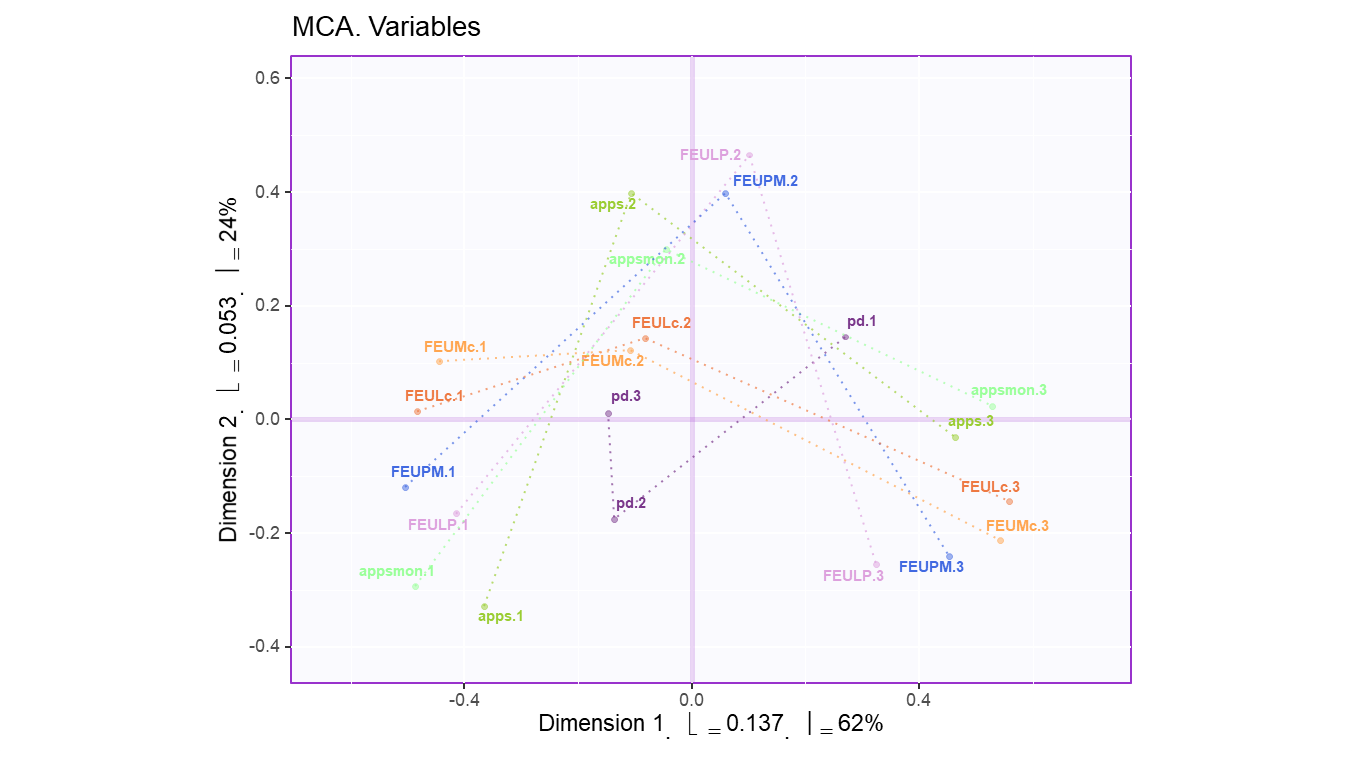 MCA. Variables
0.6
FEULP.2
FEUPM.2
0.4
apps.2
appsmon.2
0.2
FEULc.2
pd.1
FEUMc.1
FEUMc.2
appsmon.3
FEULc.1
pd.3
0.0
apps.3
FEUPM.1
FEULc.3
pd.2
FEULP.1
FEUMc.3
-0.2
FEUPM.3
appsmon.1
FEULP.3
apps.1
-0.4
-0.4 0.0 0.4
Dimension 1. = 0.137. = 62%
Dimension 2. = 0.053. = 24%